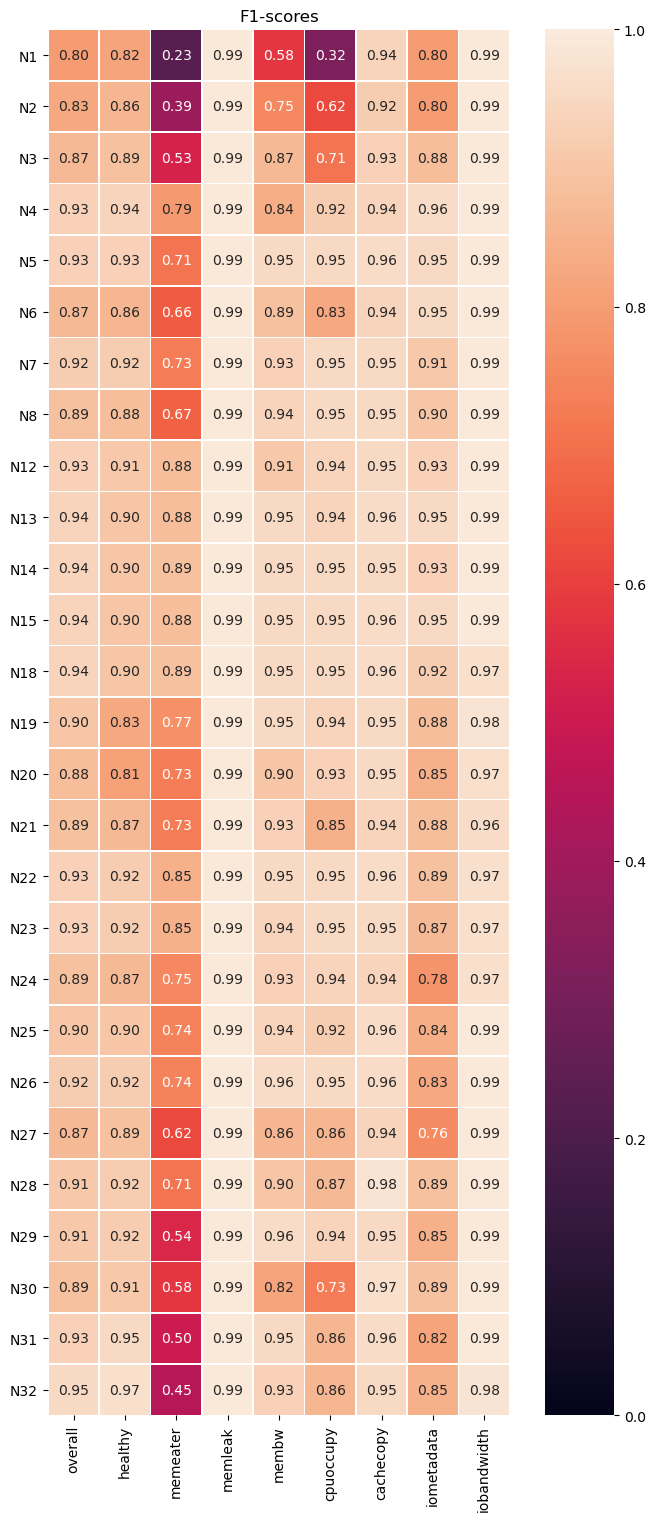 F1-scores
N1 0.80 0.82 0.23 0.99 0.58 0.32 0.94 0.80 0.99
N2 0.83 0.86 0.39 0.99 0.75 0.62 0.92 0.80 0.99
N3 0.87 0.89 0.53 0.99 0.87 0.71 0.93 0.88 0.99
N4 0.93 0.94 0.79 0.99 0.84 0.92 0.94 0.96 0.99
N5 0.93 0.93 0.71 0.99 0.95 0.95 0.96 0.95 0.99
N6 0.87 0.86 0.66 0.99 0.89 0.83 0.94 0.95 0.99
N7 0.92 0.92 0.73 0.99 0.93 0.95 0.95 0.91 0.99
N8 0.89 0.88 0.67 0.99 0.94 0.95 0.95 0.90 0.99
N12 0.93 0.91 0.88 0.99 0.91 0.94 0.95 0.93 0.99
N13 0.94 0.90 0.88 0.99 0.95 0.94 0.96 0.95 0.99
N14 0.94 0.90 0.89 0.99 0.95 0.95 0.95 0.93 0.99
N15 0.94 0.90 0.88 0.99 0.95 0.95 0.96 0.95 0.99
N18 0.94 0.90 0.89 0.99 0.95 0.95 0.96 0.92 0.97
N19 0.90 0.83 0.77 0.99 0.95 0.94 0.95 0.88 0.98
N20 0.88 0.81 0.73 0.99 0.90 0.93 0.95 0.85 0.97
N21 0.89 0.87 0.73 0.99 0.93 0.85 0.94 0.88 0.96
N22 0.93 0.92 0.85 0.99 0.95 0.95 0.96 0.89 0.97
N23 0.93 0.92 0.85 0.99 0.94 0.95 0.95 0.87 0.97
N24 0.89 0.87 0.75 0.99 0.93 0.94 0.94 0.78 0.97
N25 0.90 0.90 0.74 0.99 0.94 0.92 0.96 0.84 0.99
N26 0.92 0.92 0.74 0.99 0.96 0.95 0.96 0.83 0.99
N27 0.87 0.89 0.62 0.99 0.86 0.86 0.94 0.76 0.99
N28 0.91 0.92 0.71 0.99 0.90 0.87 0.98 0.89 0.99
N29 0.91 0.92 0.54 0.99 0.96 0.94 0.95 0.85 0.99
N30 0.89 0.91 0.58 0.99 0.82 0.73 0.97 0.89 0.99
N31 0.93 0.95 0.50 0.99 0.95 0.86 0.96 0.82 0.99
N32 0.95 0.97 0.45 0.99 0.93 0.86 0.95 0.85 0.98
overall healthy memeater memleak membw cpuoccupy cachecopy iometadata iobandwidth
1.0
0.8
0.6
0.4
0.2
0.0